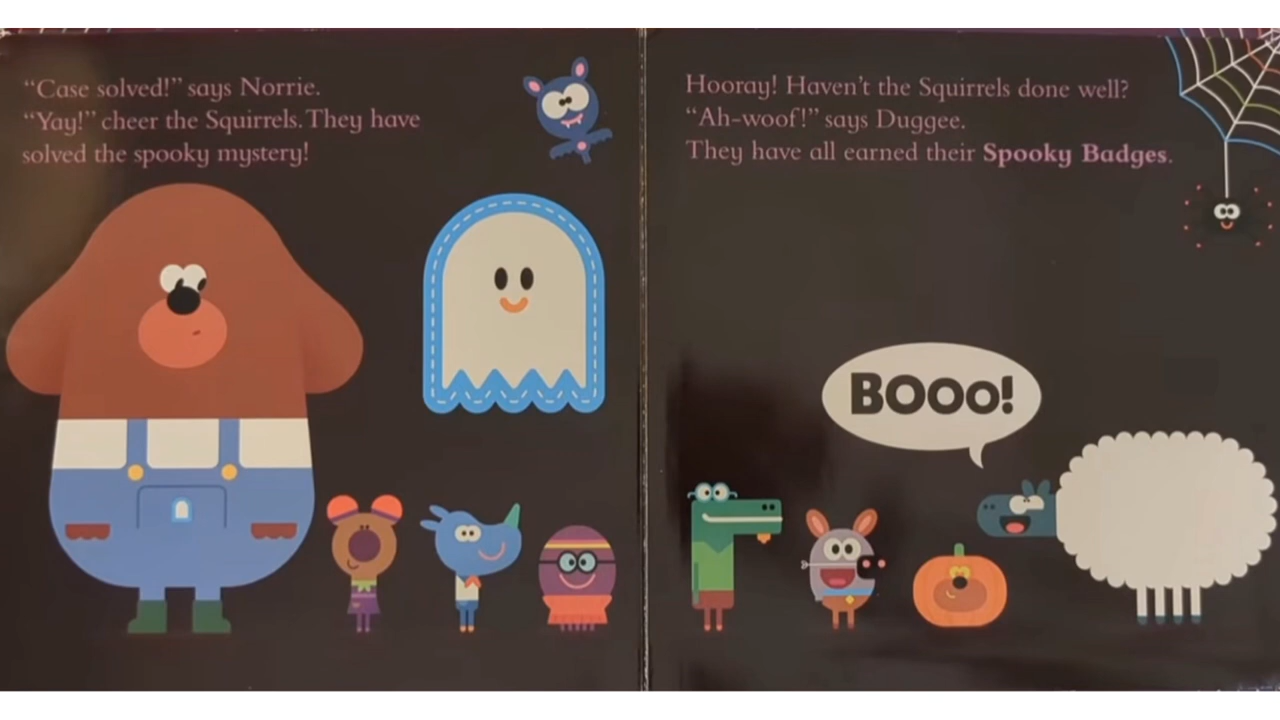 “Case solved!” says Norrie.
“Yay!” cheer the Squirrels. They have
solved the spooky mystery!
Hooray! Haven’t the Squirrels done well?
“Ah-woof!” says Duggee.
They have all earned their Spooky Badges.
BOOO!